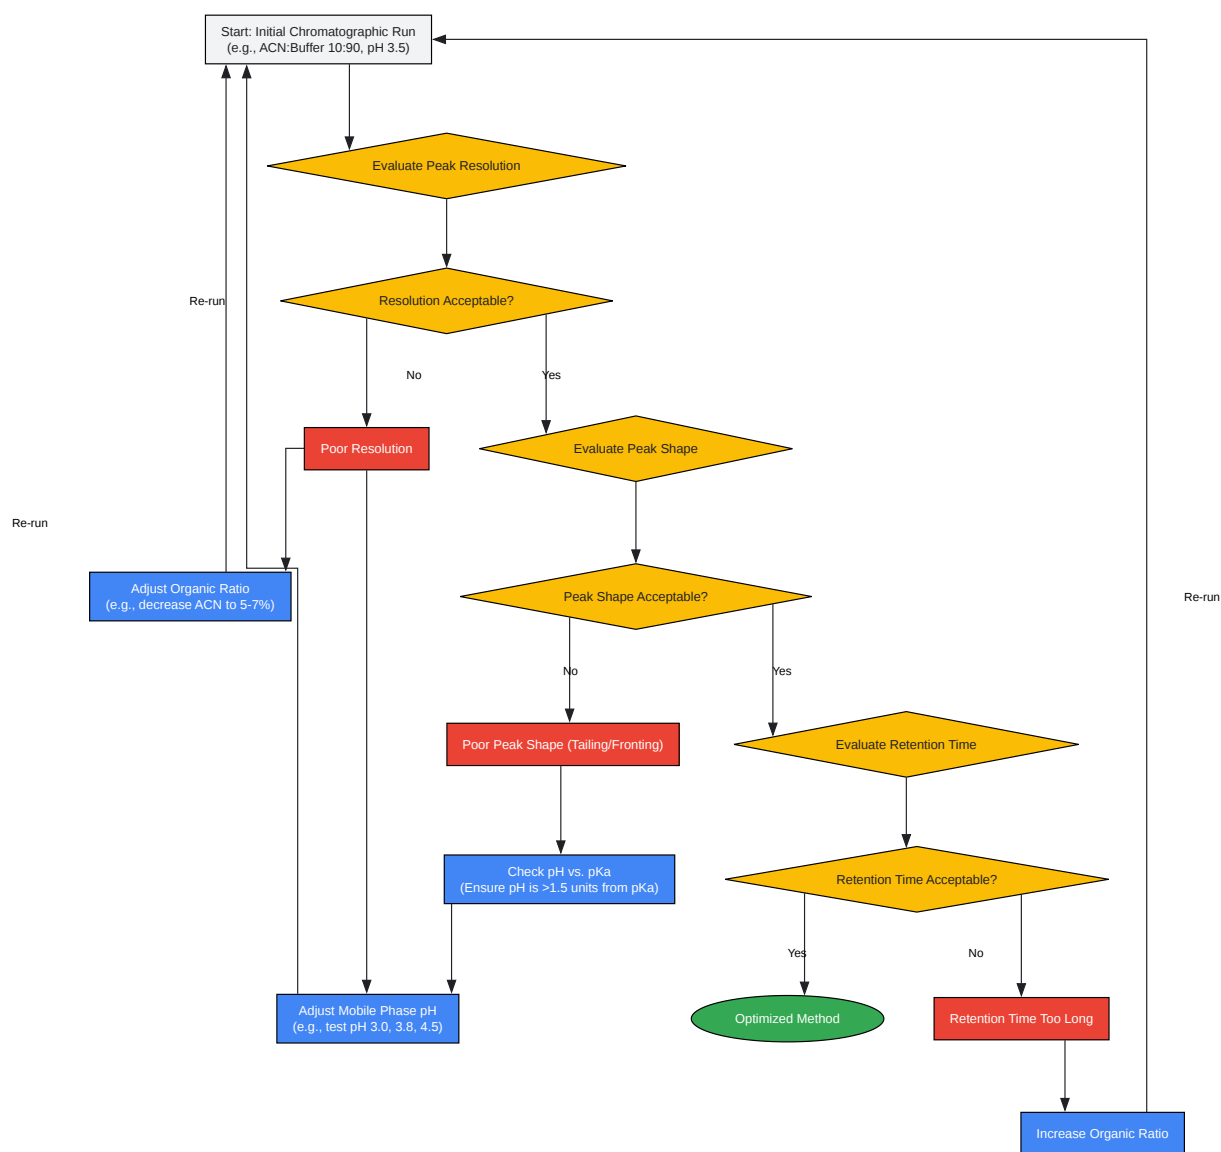 Start: Initial Chromatographic Run
(e.g., ACN:Buffer 10:90, pH 3.5)
Evaluate Peak Resolution
Re-run
Resolution Acceptable?
No
Yes
Poor Resolution
Evaluate Peak Shape
Re-run
Adjust Organic Ratio
(e.g., decrease ACN to 5-7%)
Peak Shape Acceptable?
Re-run
No
Yes
Poor Peak Shape (Tailing/Fronting)
Evaluate Retention Time
Check pH vs. pKa
(Ensure pH is >1.5 units from pKa)
Retention Time Acceptable?
Yes
No
Adjust Mobile Phase pH
(e.g., test pH 3.0, 3.8, 4.5)
Optimized Method
Retention Time Too Long
Increase Organic Ratio